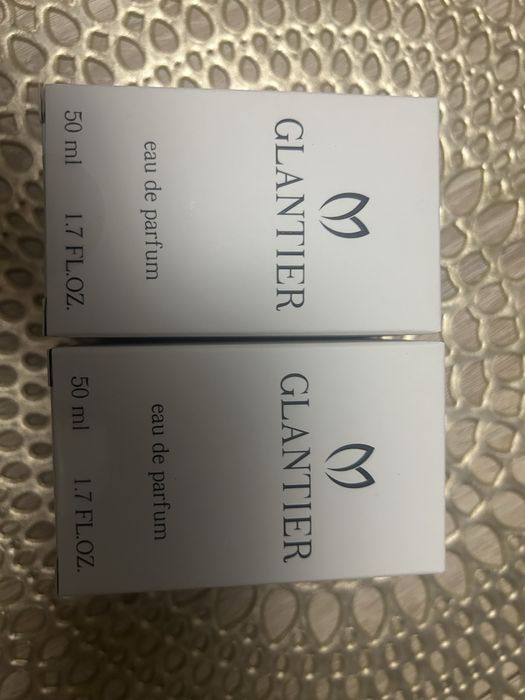 GLANTIER
eau de parfum
50 ml 1.7 FL.OZ.
GLANTIER
eau de parfum
50 ml 1.7 FL.OZ.